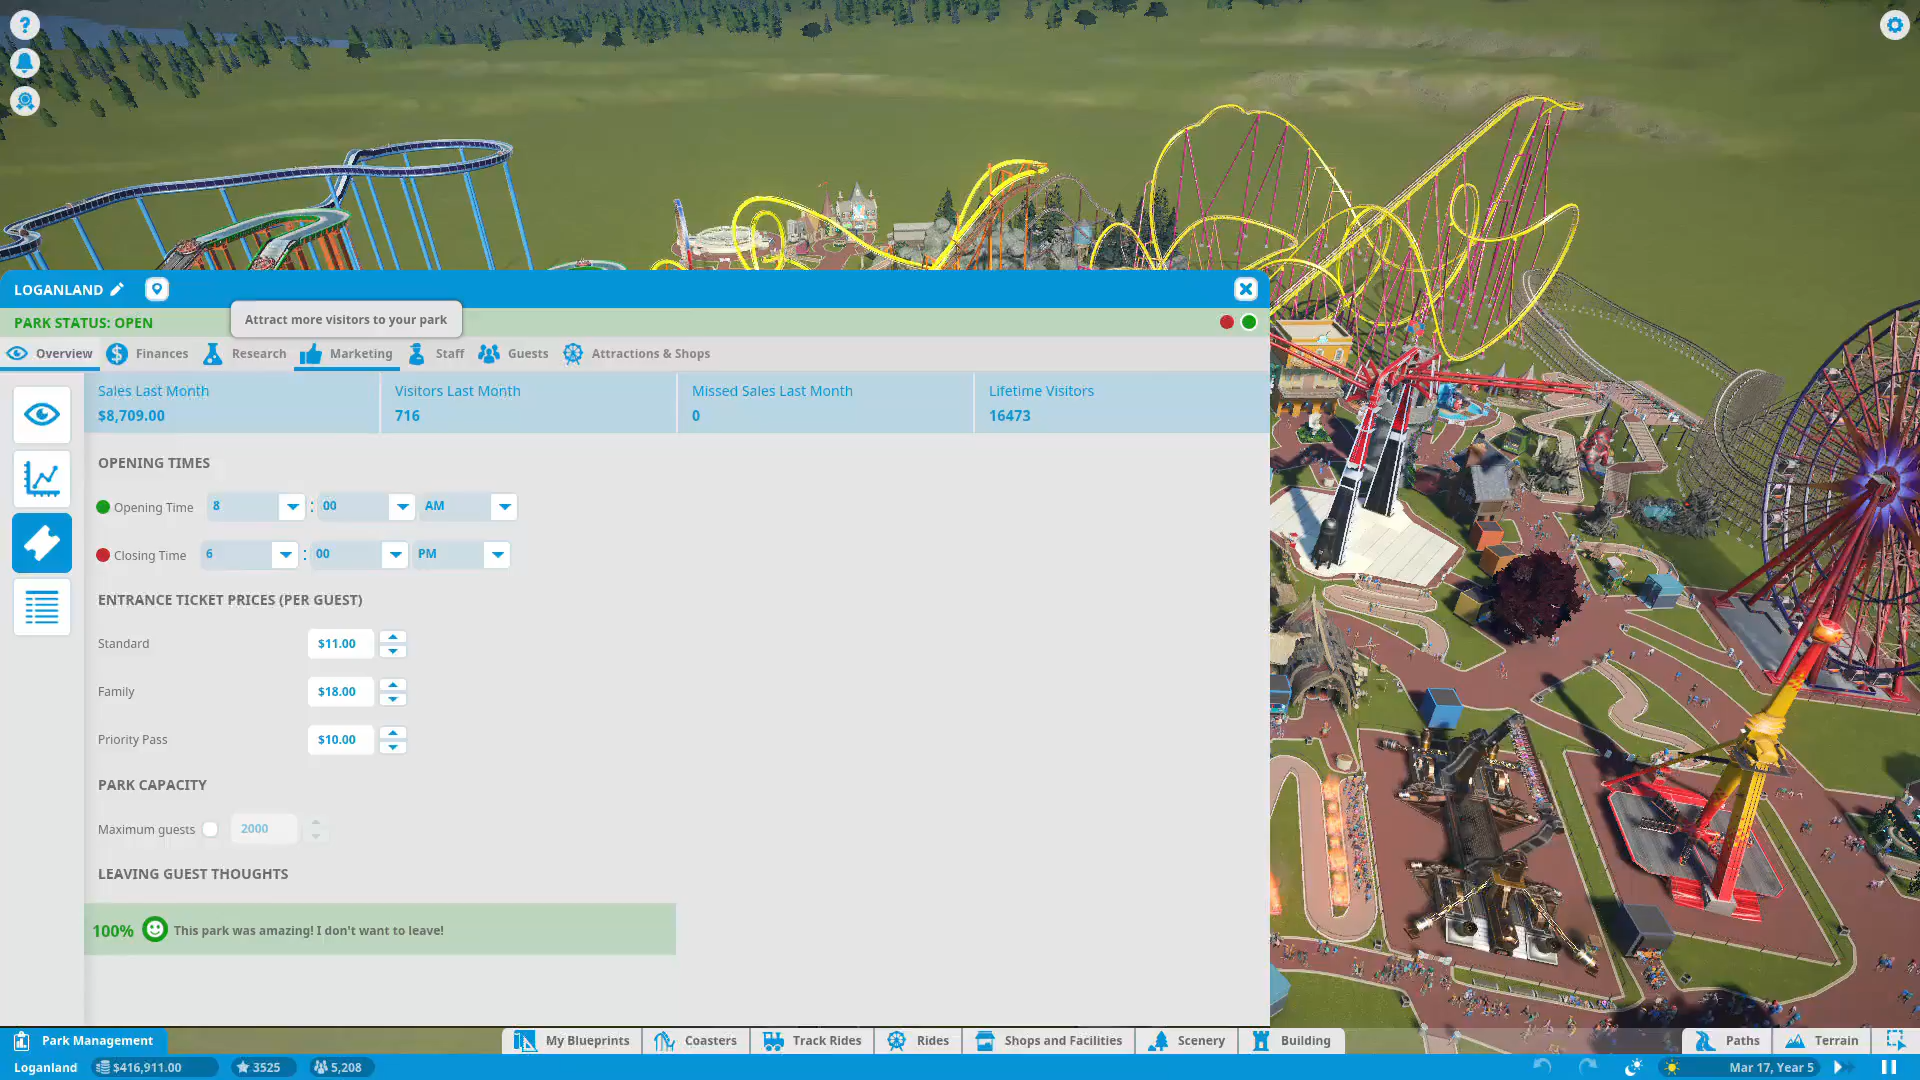 LOGANLAND
Attract more visitors to your park
PARK STATUS: OPEN
Overview Finances Research Marketing Staff Guests Attractions & Shops
Sales Last Month Visitors Last Month Missed Sales Last Month Lifetime Visitors
$8,709.00 716 0 16473
OPENING TIMES
Opening Time 8 : 00 AM
Closing Time 6 : 00 PM
ENTRANCE TICKET PRICES (PER GUEST)
Standard $11.00
Family $18.00
Priority Pass $10.00
PARK CAPACITY
Maximum guests 2000
LEAVING GUEST THOUGHTS
100% This park was amazing! I don't want to leave!
Park Management My Blueprints Coasters Track Rides Rides Shops and Facilities Scenery Building Paths Terrain
Loganland $416,911.00 3525 5,208 Mar 17, Year 5